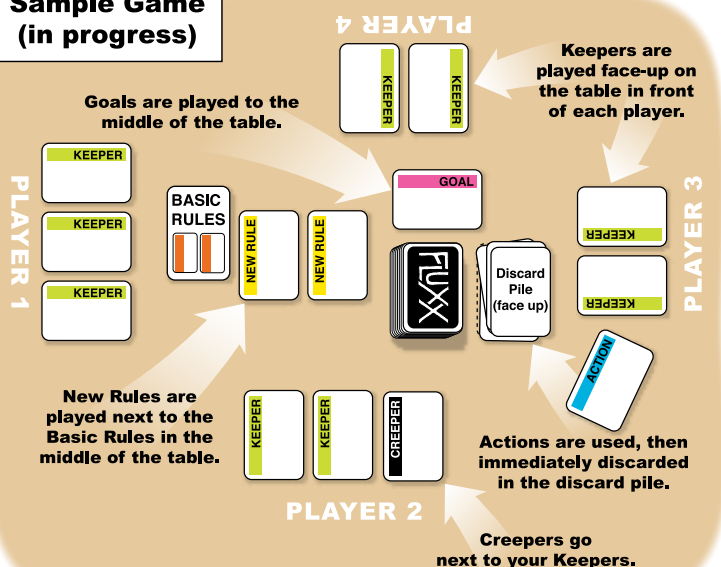 Sample Game
(in progress)
PLAYER 4
KEEPER
KEEPER
Keepers are
played face-up on
the table in front
of each player.
Goals are played to the
middle of the table.
PLAYER 1
KEEPER
KEEPER
KEEPER
BASIC
RULES
NEW RULE
NEW RULE
GOAL
FLUXX
Discard
Pile
(face up)
KEEPER
KEEPER
PLAYER 3
ACTION
New Rules are
played next to the
Basic Rules in the
middle of the table.
KEEPER
KEEPER
CREEPER
PLAYER 2
Actions are used, then
immediately discarded
in the discard pile.
Creepers go
next to your Keepers.